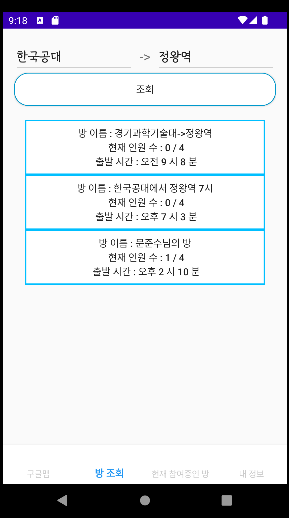 9:18
한국공대 -> 정왕역
조회
방 이름 : 경기과학기술대->정왕역
현재 인원 수 : 0 / 4
출발 시간 : 오전 9 시 8 분
방 이름 : 한국공대에서 정왕역 7시
현재 인원 수 : 0 / 4
출발 시간 : 오후 7 시 3 분
방 이름 : 문준수님의 방
현재 인원 수 : 1 / 4
출발 시간 : 오후 2 시 10 분
구글맵 방 조회 현재 참여중인 방 내 정보